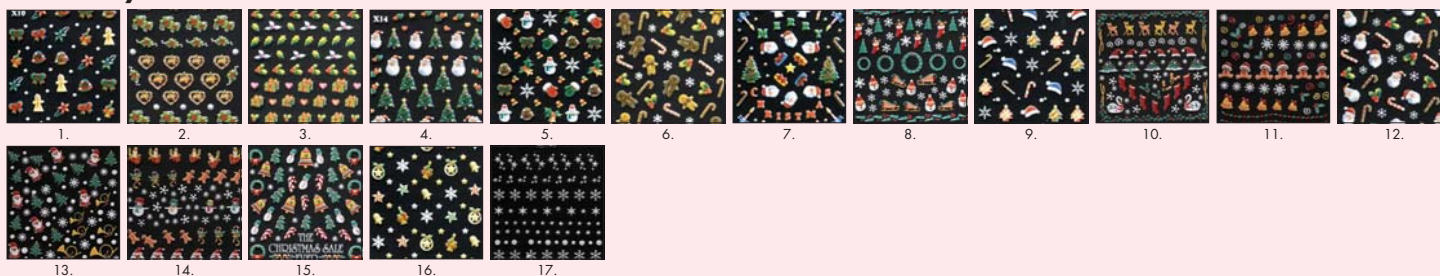 X10
X14
1. 2. 3. 4. 5. 6. 7. 8. 9. 10. 11. 12.
THE
CHRISTMAS SALE
EVER
13. 14. 15. 16. 17.